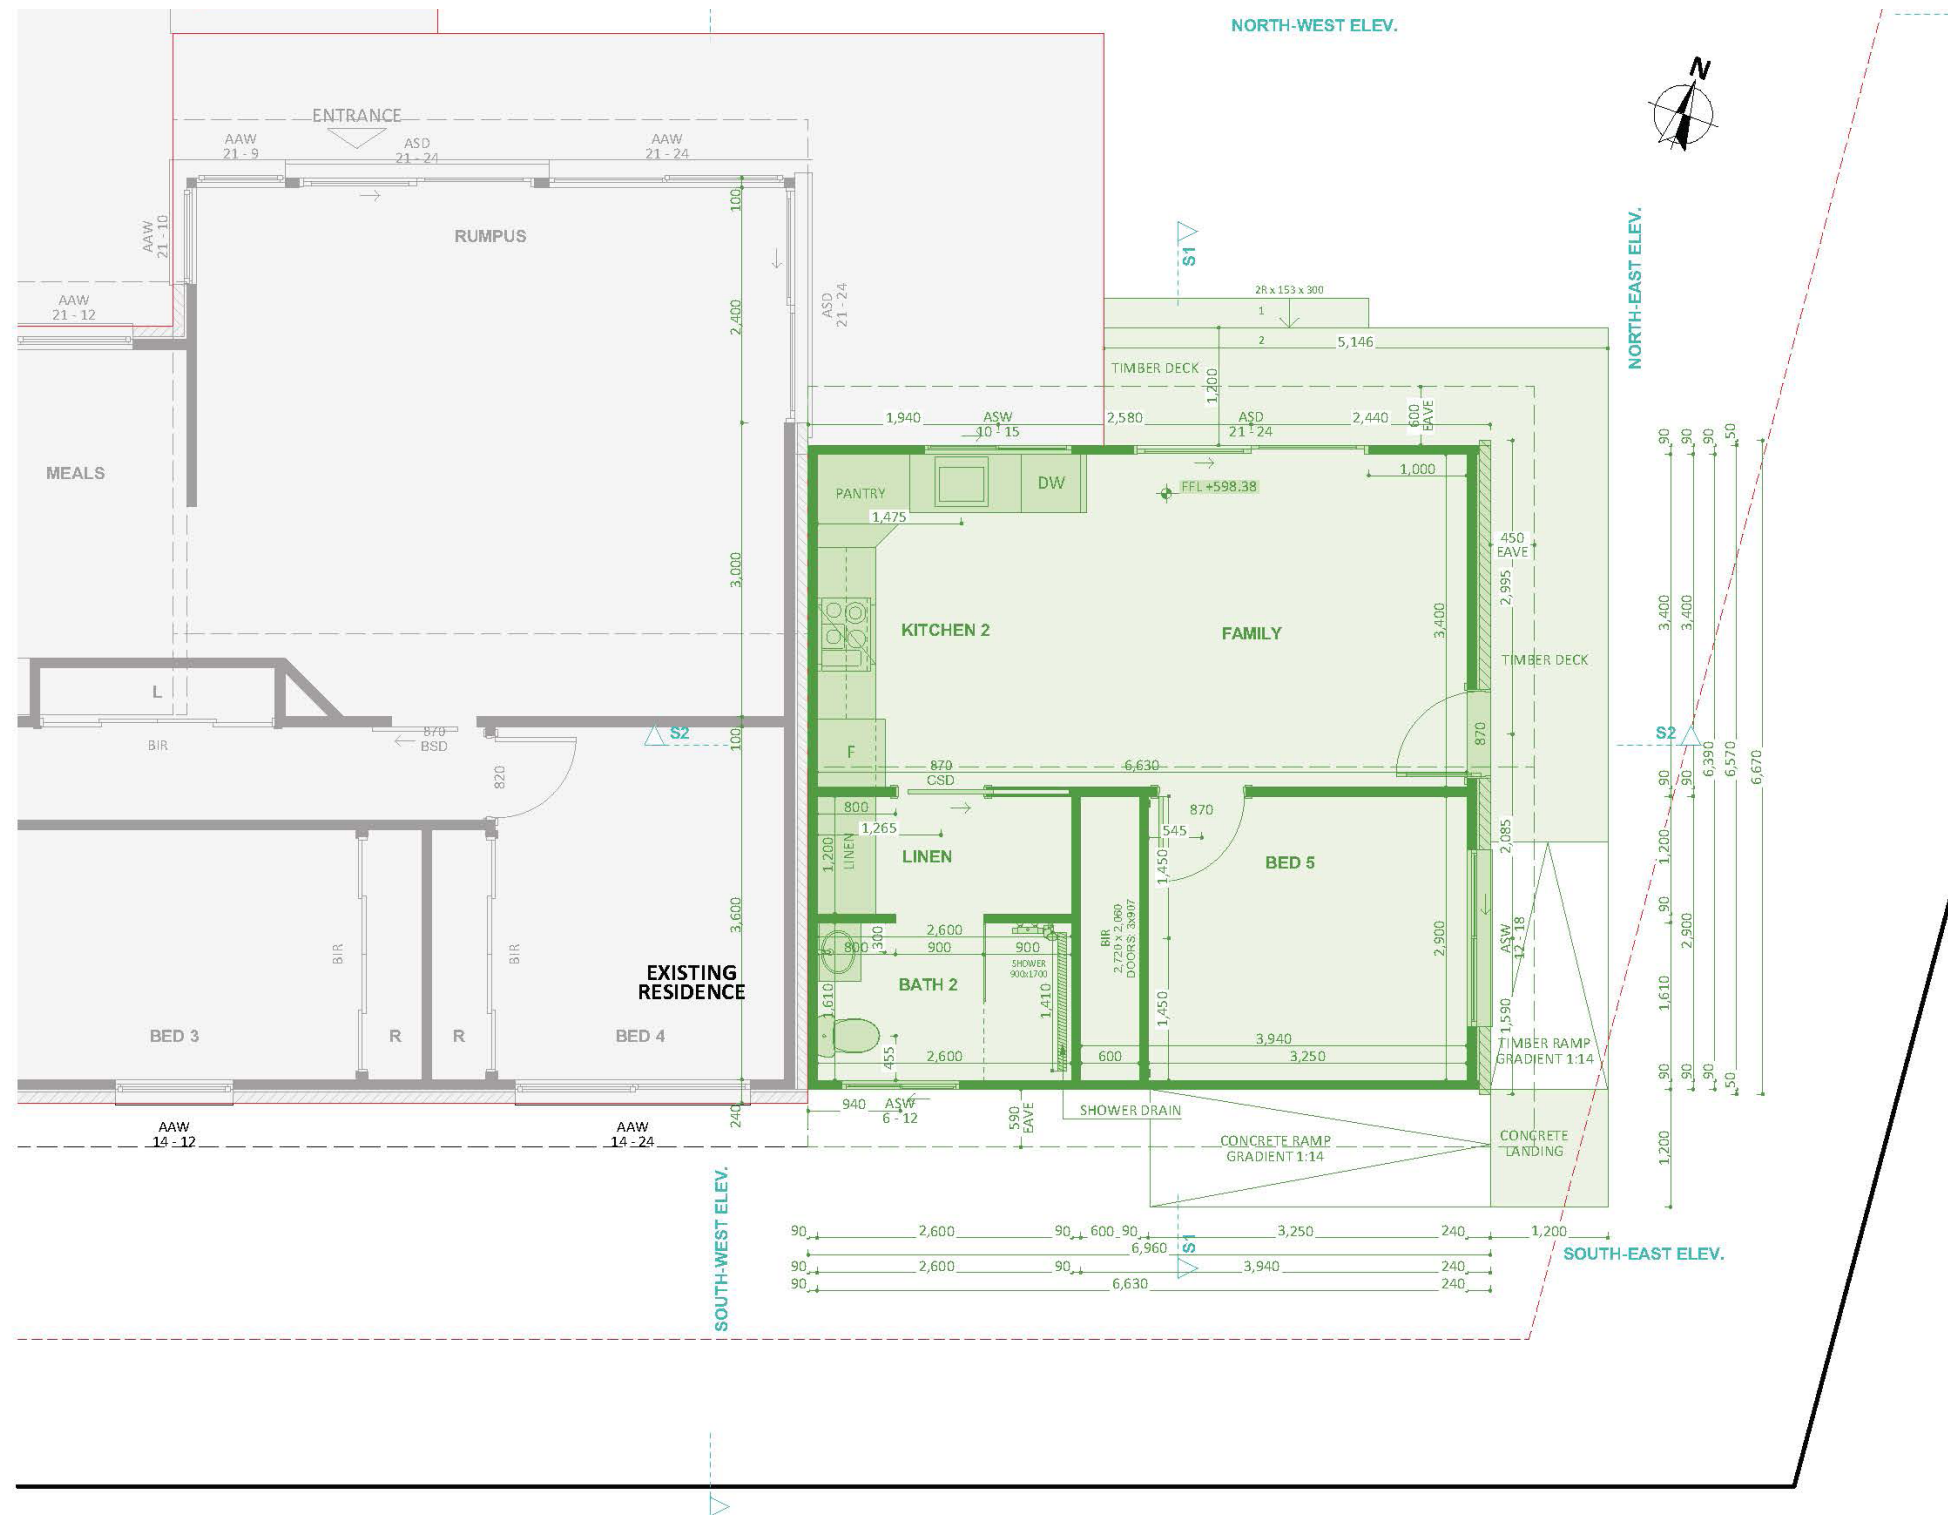 NORTH-WEST ELEV.
N
ENTRANCE
AAW
21 - 9
ASD
21 - 24
AAW
21 - 24
100
AAW
21 - 10
RUMPUS
S1
NORTH-EAST ELEV.
AAW
21 - 12
2,400
ASD
21 - 24
2R x 153 x 300
1
2
5,146
TIMBER DECK
1,200
600
EAVE
1,940
ASW
10 - 15
2,580
ASD
21 - 24
2,440
90
90
90
50
MEALS
PANTRY
DW
FFL +598.38
1,000
1,475
450
EAVE
3,000
2,995
3,400
KITCHEN 2
FAMILY
3,400
3,400
TIMBER DECK
L
BIR
870
BSD
820
S2
100
F
870
CSD
6,630
870
S2
90
90
6,390
6,570
6,670
800
1,265
870
545
LINEN
1,200
LINEN
1,450
BED 5
2,085
1,200
BIR
BIR
3,600
EXISTING
RESIDENCE
2,600
300
800
900
900
SHOWER
900x1700
BATH 2
1,610
1,410
BIR
2,720 x 2,060
DOORS: 3x907
2,900
ASW
12 - 18
90
2,900
1,610
1,450
1,590
BED 3
R
R
BED 4
455
2,600
600
3,940
3,250
TIMBER RAMP
GRADIENT 1:14
90
90
90
50
240
940
ASW
6 - 12
590
EAVE
SHOWER DRAIN
AAW
14 - 12
AAW
14 - 24
CONCRETE RAMP
GRADIENT 1:14
CONCRETE
LANDING
1,200
SOUTH-WEST ELEV.
90
2,600
90
600
90
3,250
240
1,200
6,960
S1
SOUTH-EAST ELEV.
90
2,600
90
3,940
240
90
6,630
240